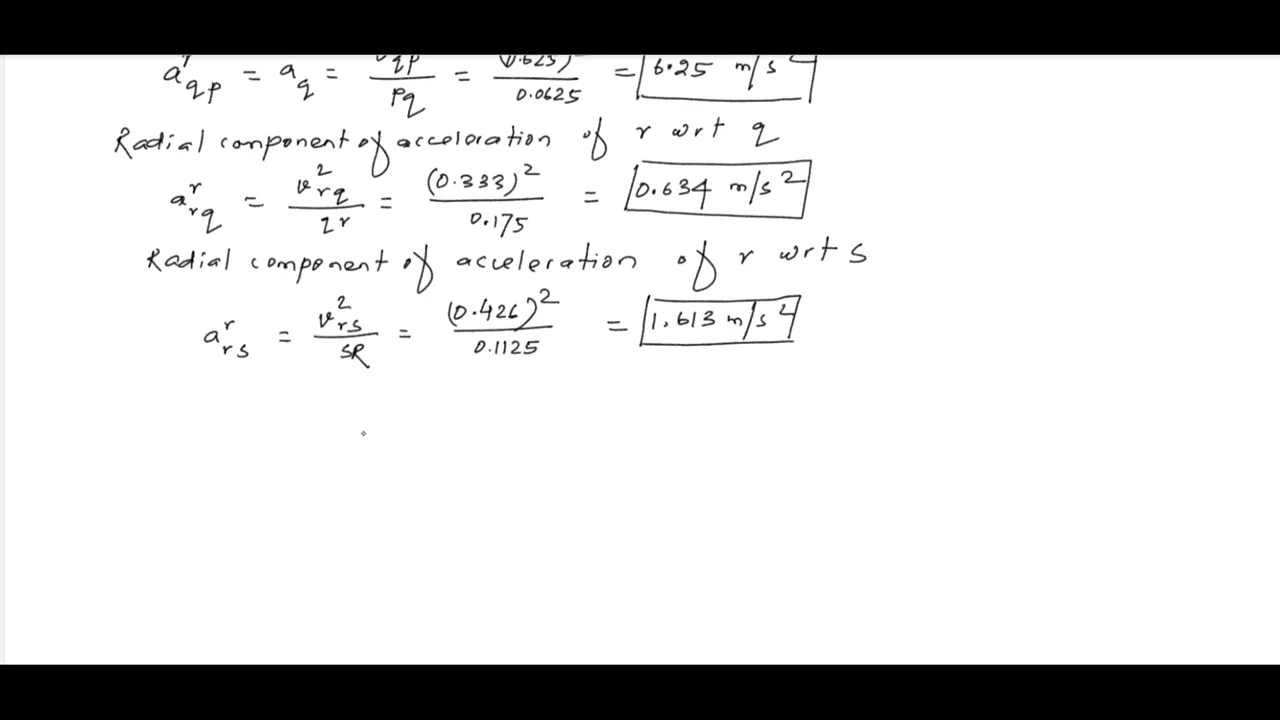 a^r_qp = a_q = v²qp / pq = (0.625)² / 0.0625 = 6.25 m/s²
Radial component of acceleration of r wrt q
a^r_rq = v²_rq / qr = (0.333)² / 0.175 = 0.634 m/s²
Radial component of acceleration of r wrt s
a^r_rs = v²_rs / SR = (0.426)² / 0.1125 = 1.613 m/s²